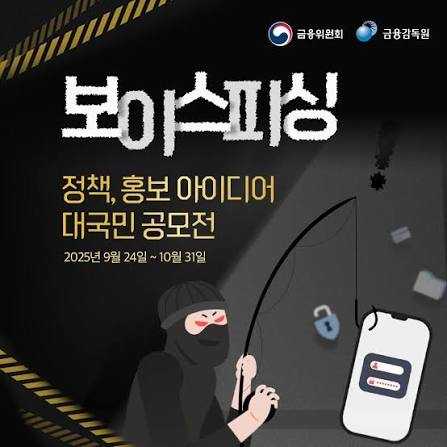 금융위원회 금융감독원
보이스피싱
정책, 홍보 아이디어
대국민 공모전
2025년 9월 24일 ~ 10월 31일